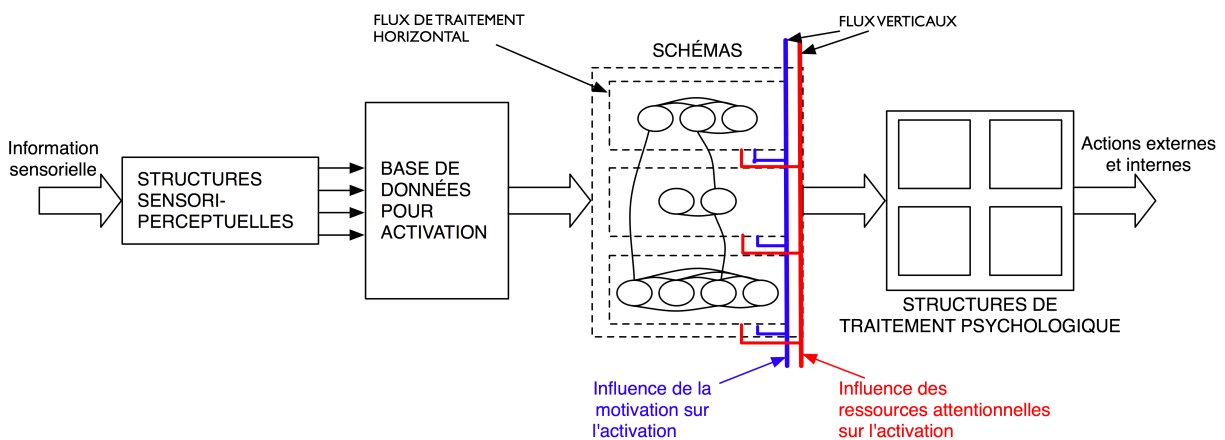 FLUX DE TRAITEMENT
HORIZONTAL
FLUX VERTICAUX
SCHÉMAS
Information
sensorielle
STRUCTURES
SENSORI-
PERCEPTUELLES
BASE DE
DONNÉES
POUR
ACTIVATION
Actions externes
et internes
STRUCTURES DE
TRAITEMENT PSYCHOLOGIQUE
Influence de la
motivation sur
l'activation
Influence des
ressources attentionnelles
sur l'activation